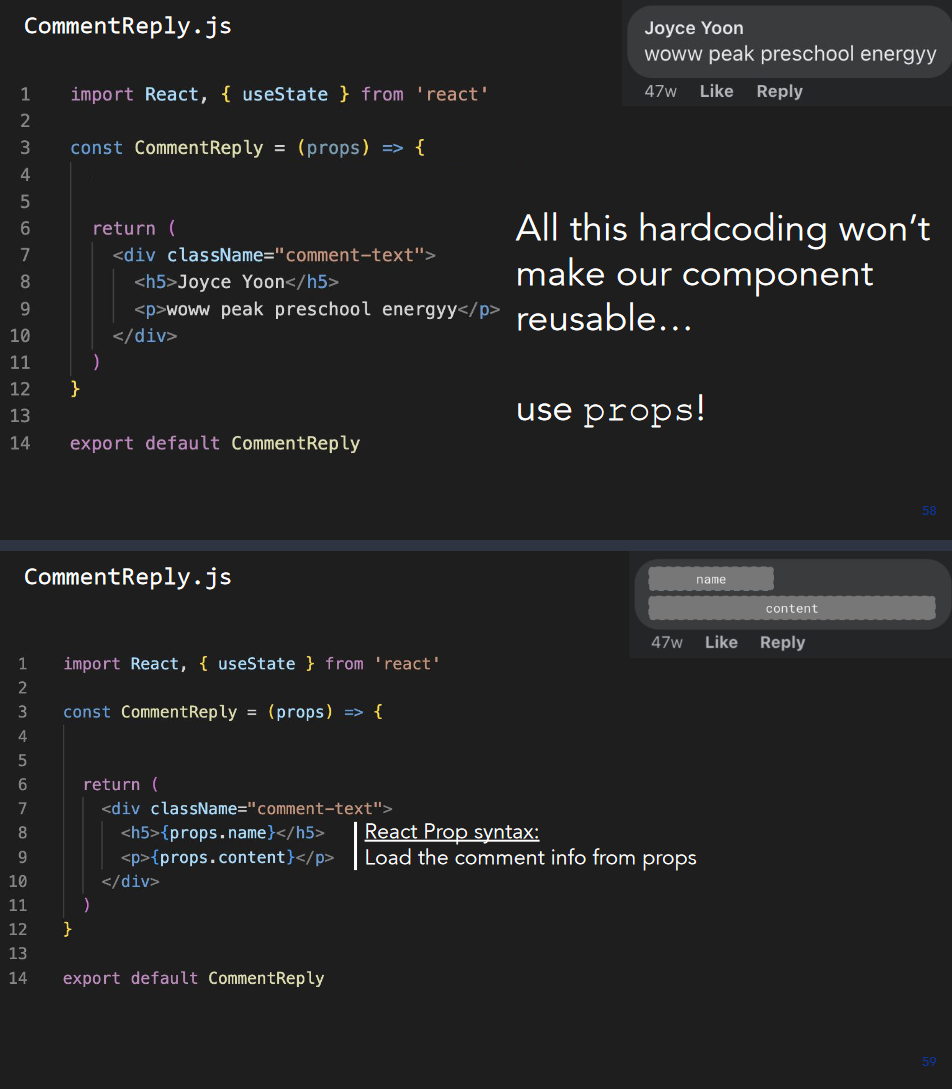 CommentReply.js
Joyce Yoon
woww peak preschool energyy
47w Like Reply
1 import React, { useState } from 'react'
2
3 const CommentReply = (props) => {
4
5
6 return (
7 <div className="comment-text">
8 <h5>Joyce Yoon</h5>
9 <p>woww peak preschool energyy</p>
10 </div>
11 )
12 }
13
14 export default CommentReply
All this hardcoding won’t
make our component
reusable…
use props!
58
CommentReply.js
name
content
47w Like Reply
1 import React, { useState } from 'react'
2
3 const CommentReply = (props) => {
4
5
6 return (
7 <div className="comment-text">
8 <h5>{props.name}</h5>
9 <p>{props.content}</p>
10 </div>
11 )
12 }
13
14 export default CommentReply
React Prop syntax:
Load the comment info from props
59